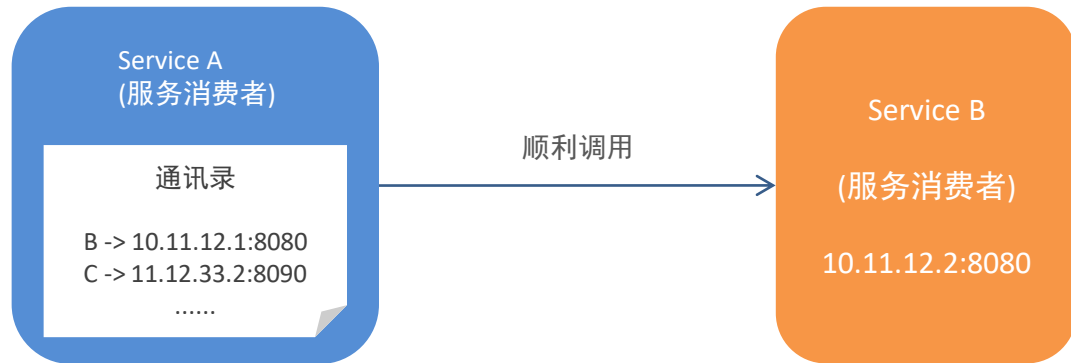 Service A
(服务消费者)
通讯录
B -> 10.11.12.1:8080
C -> 11.12.33.2:8090
......
顺利调用
Service B
(服务消费者)
10.11.12.2:8080